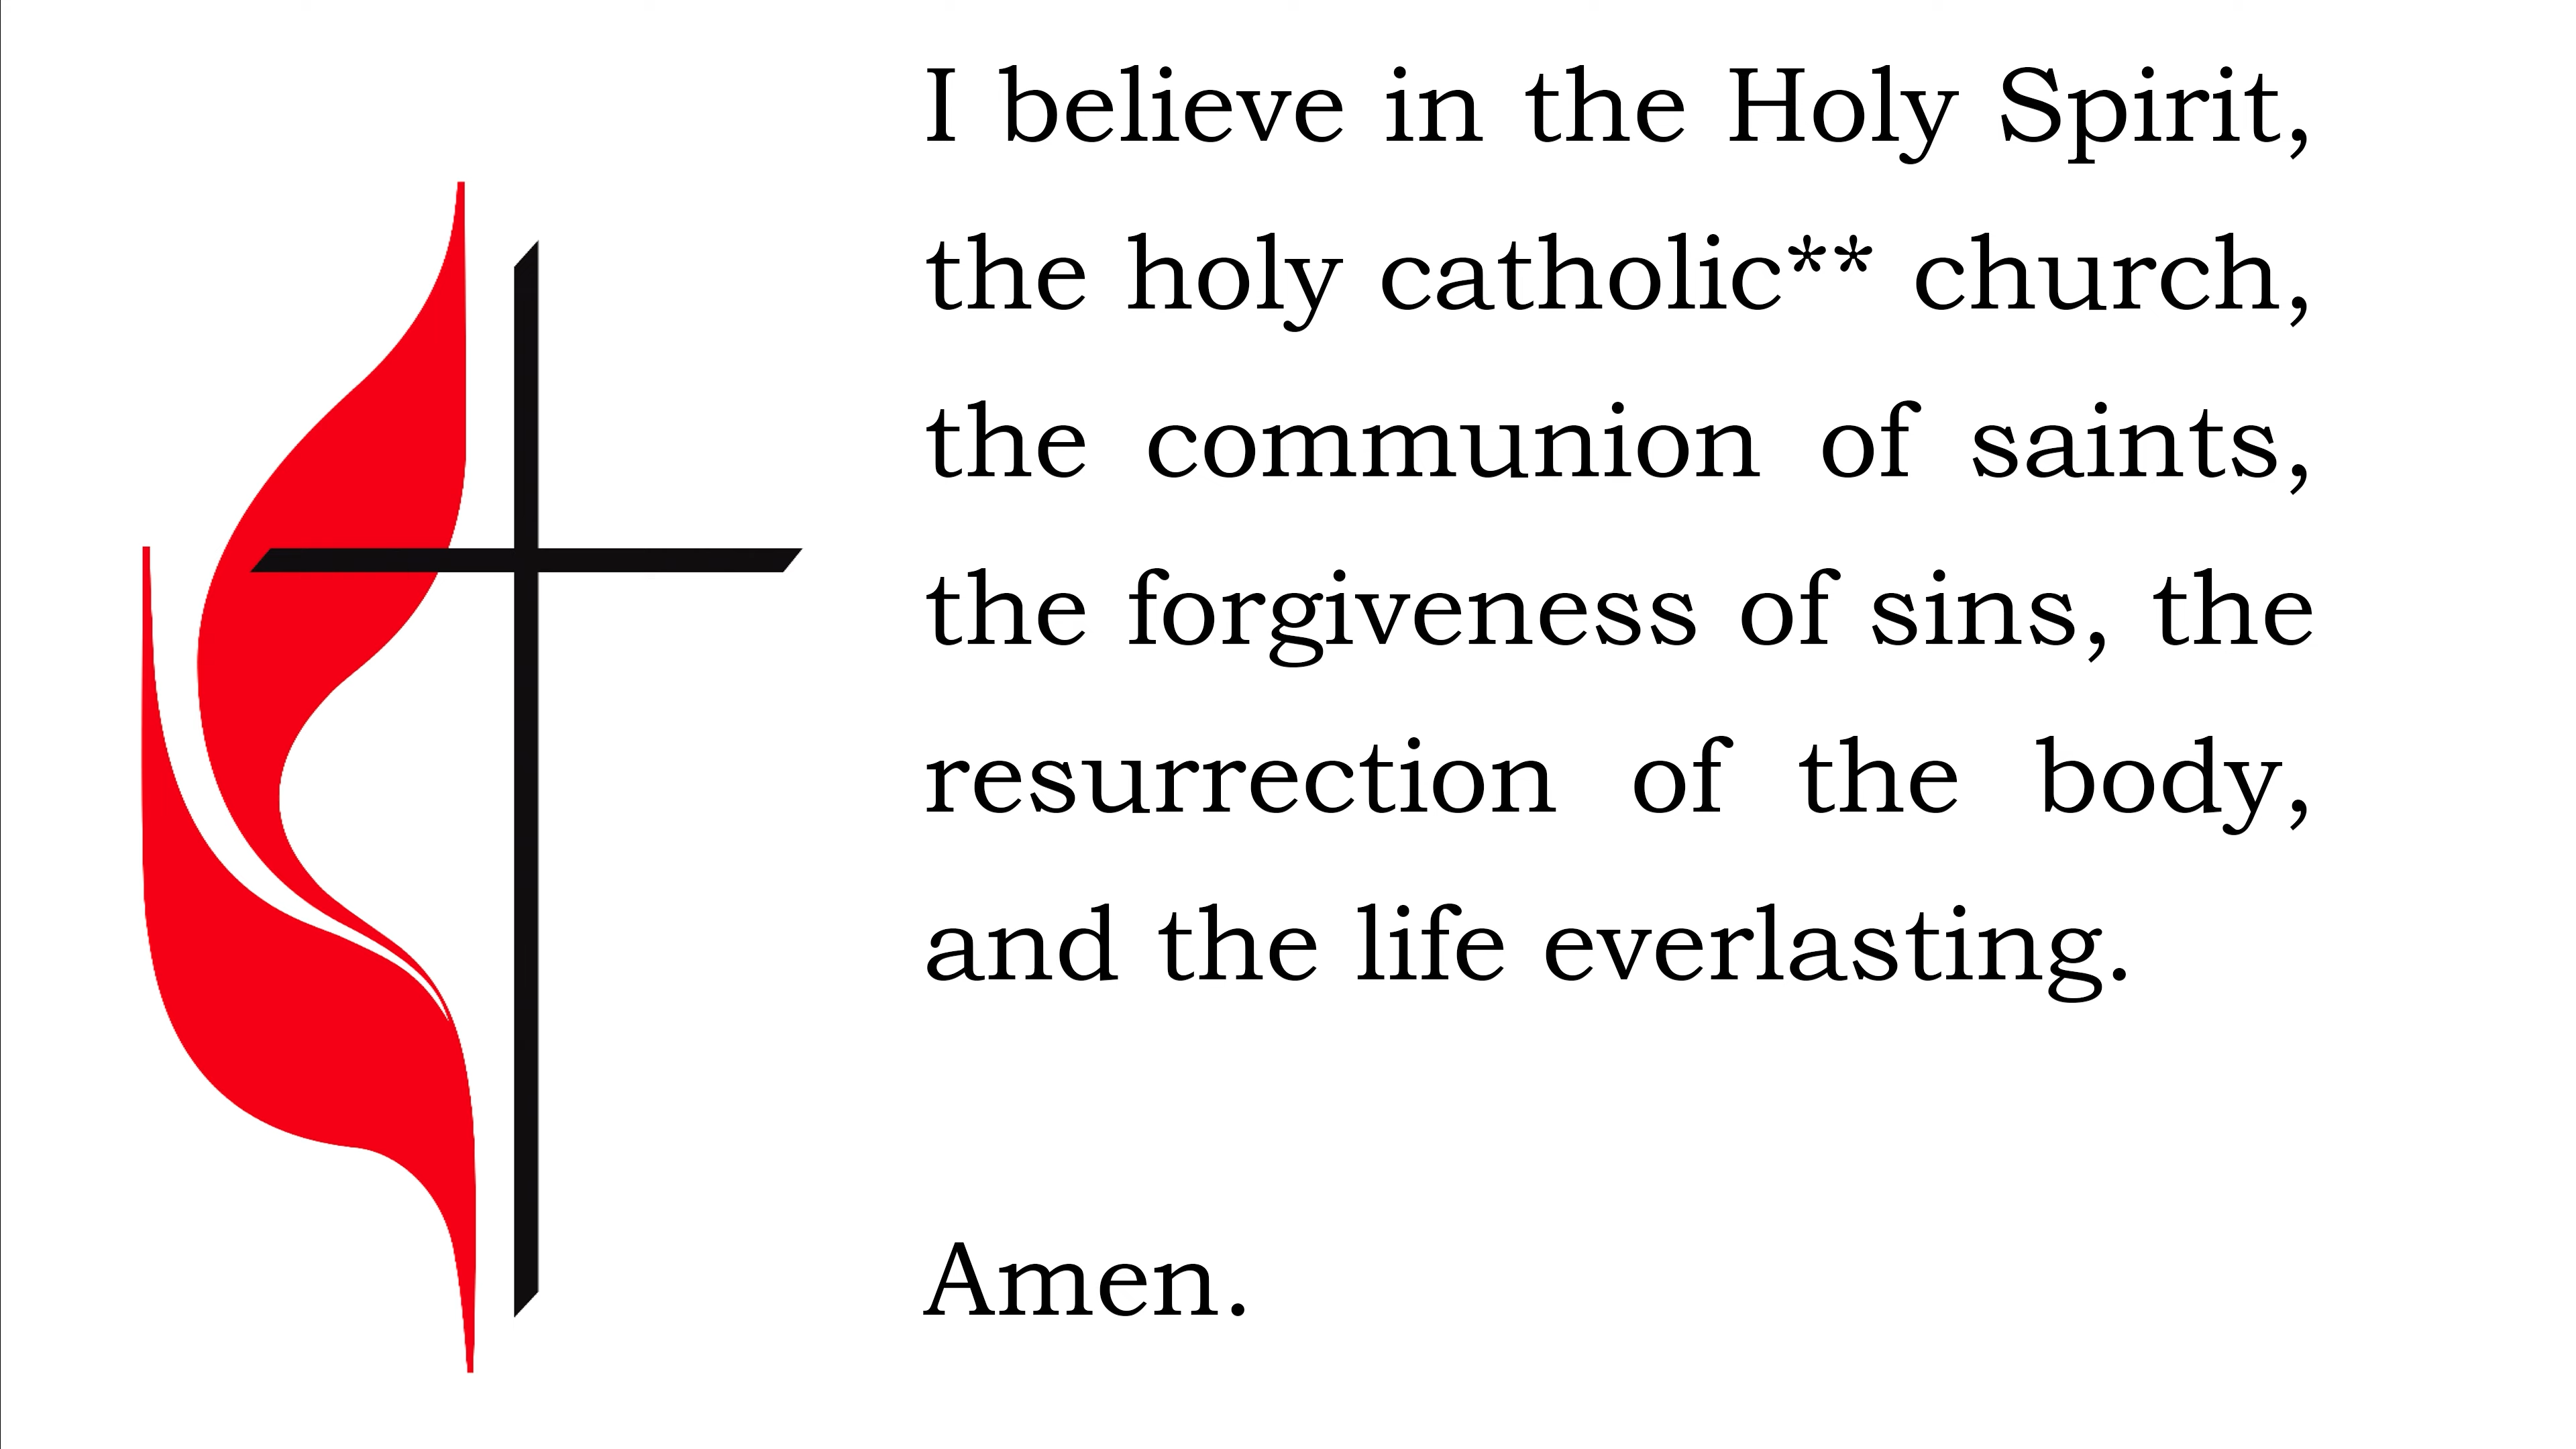 I believe in the Holy Spirit,
the holy catholic** church,
the communion of saints,
the forgiveness of sins, the
resurrection of the body,
and the life everlasting.
Amen.